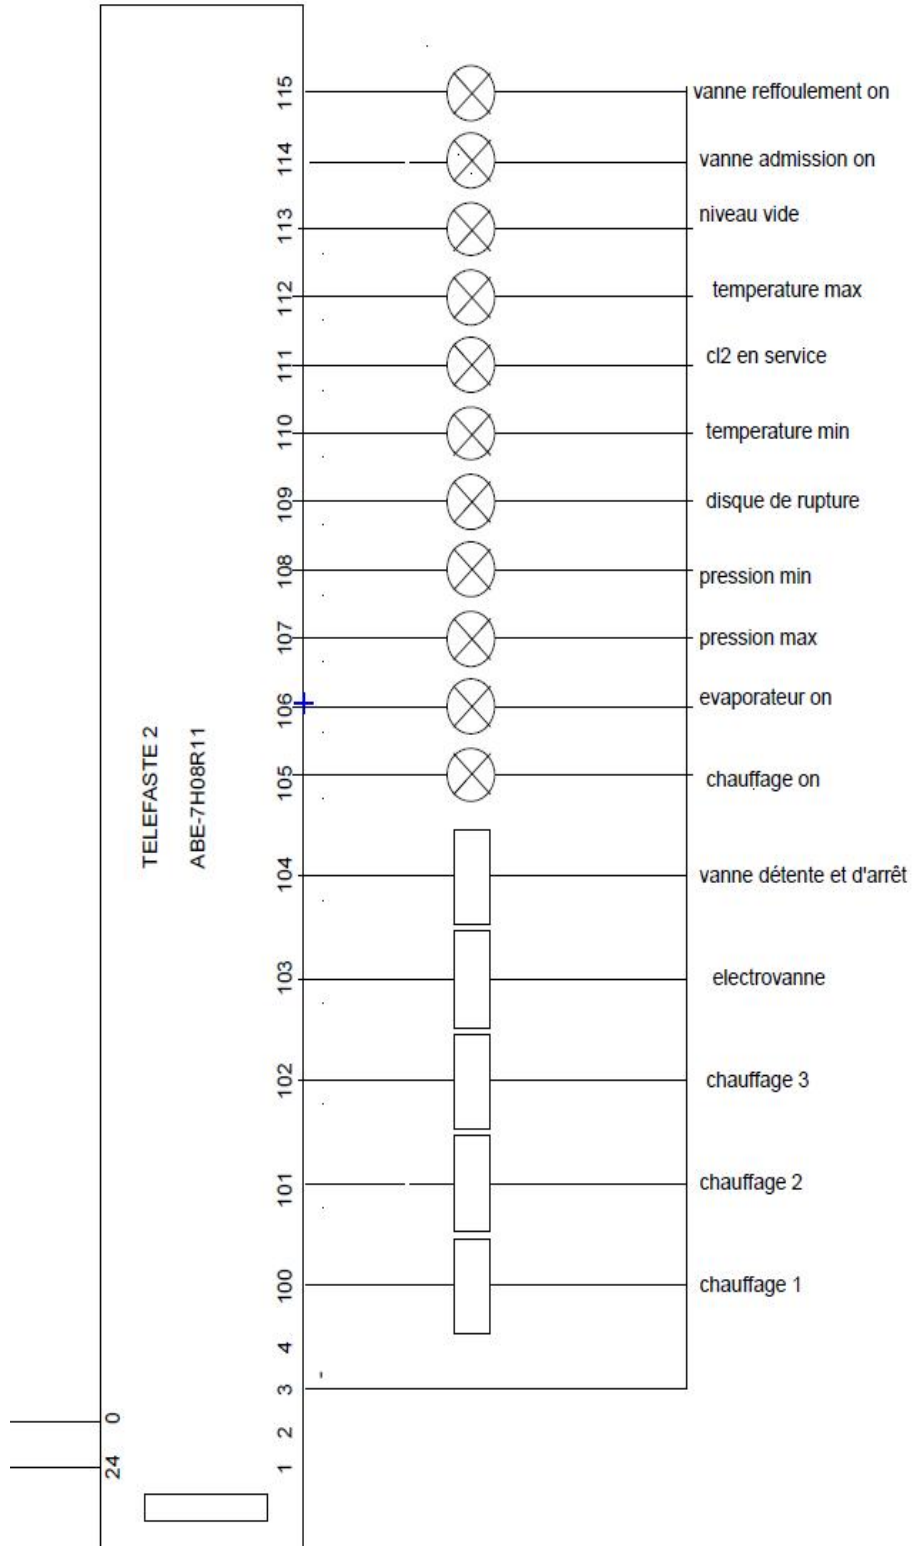 115
vanne reffoulement on
114
vanne admission on
113
niveau vide
112
temperature max
111
cl2 en service
110
temperature min
109
disque de rupture
108
pression min
107
pression max
106
evaporateur on
105
chauffage on
TELEFASTE 2
ABE-7H08R11
104
vanne détente et d'arrêt
103
electrovanne
102
chauffage 3
101
chauffage 2
100
chauffage 1
4
3
0
2
24
1